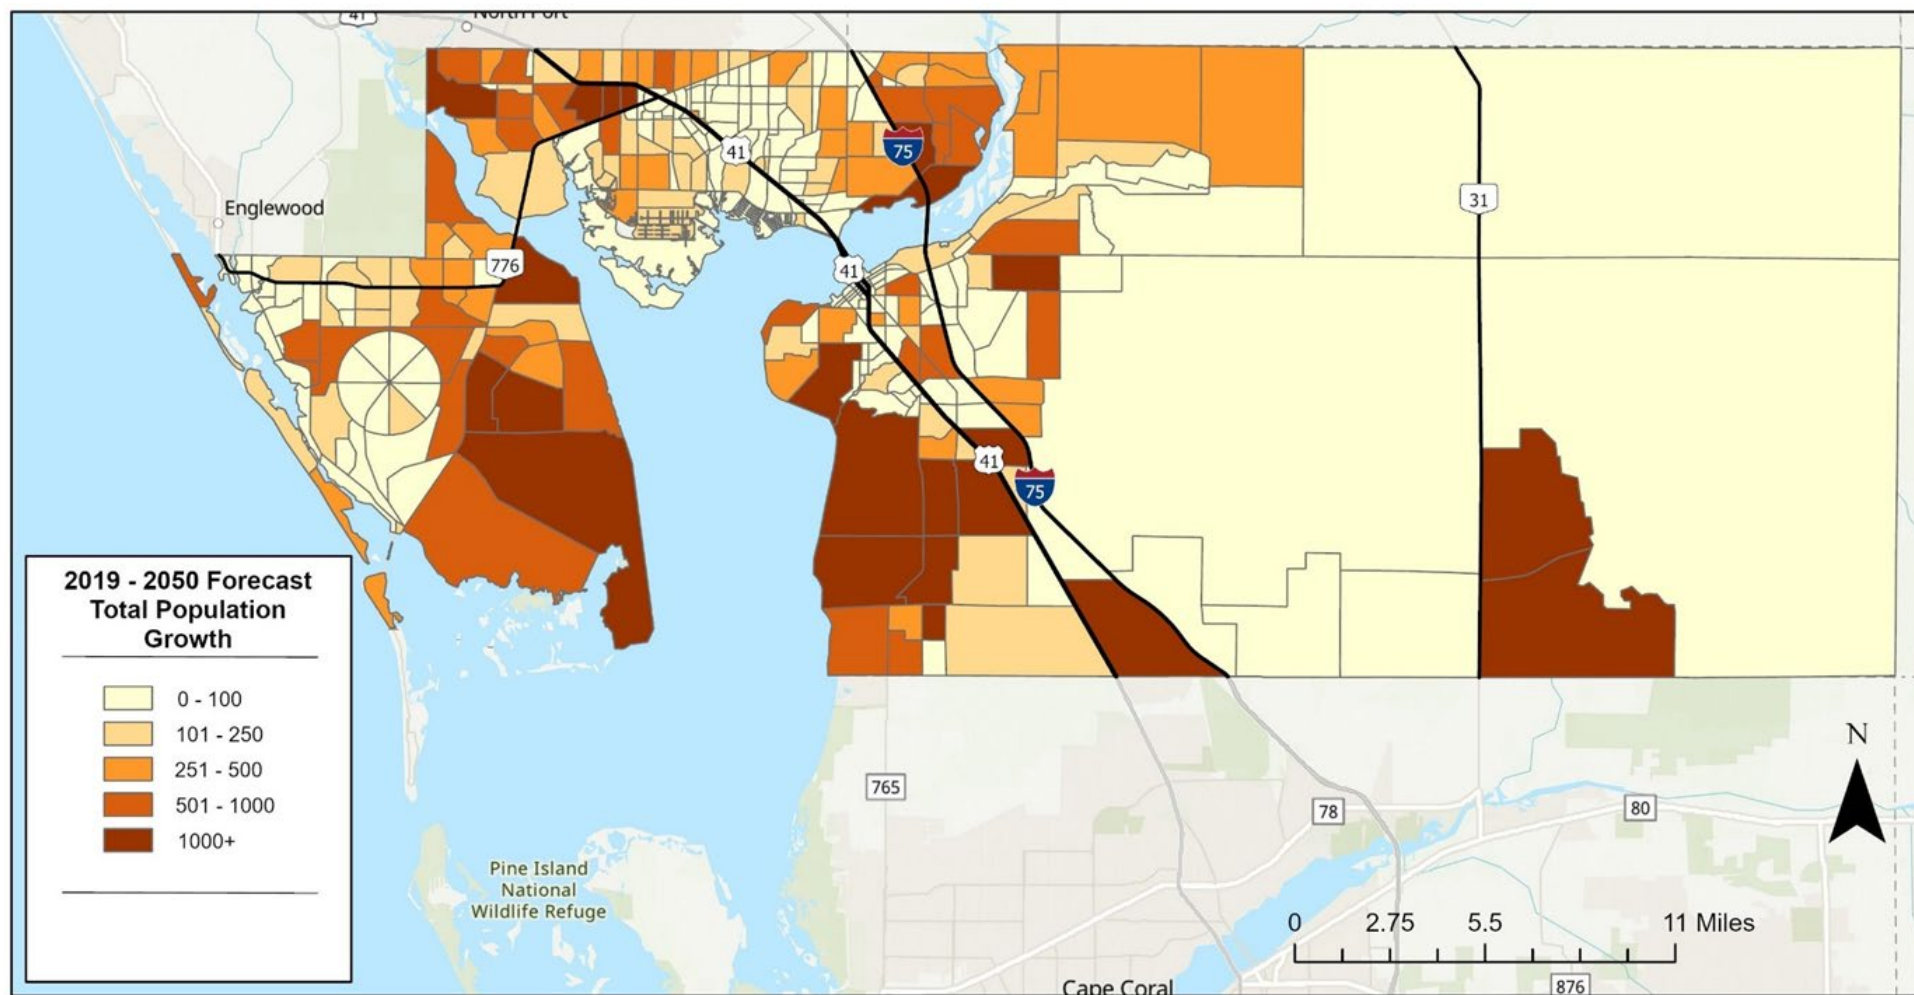 41
North Port
Englewood
776
41
75
31
41
41
75
2019 - 2050 Forecast
Total Population
Growth
0 - 100
101 - 250
251 - 500
501 - 1000
1000+
N
765
78
80
Pine Island
National
Wildlife Refuge
0 2.75 5.5 11 Miles
Cape Coral
876